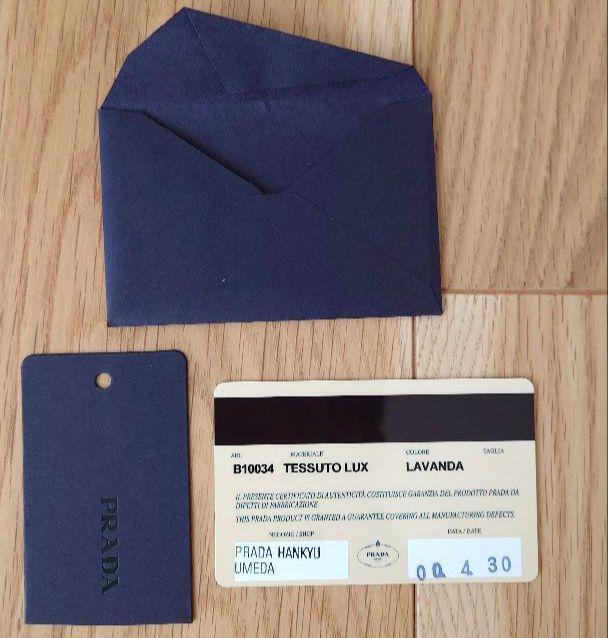 PRADA
ART. MATERIALE COLORE TAGLIA
B10034 TESSUTO LUX LAVANDA
IL PRESENTE CERTIFICATO DI AUTENTICITÀ COSTITUISCE GARANZIA DEL PRODOTTO PRADA DA
DIFETTI DI FABBRICAZIONE.
THIS PRADA PRODUCT IS GRANTED A GUARANTEE COVERING ALL MANUFACTURING DEFECTS.
NEGOZIO / SHOP DATA / DATE
PRADA HANKYU
UMEDA
PRADA
4 30